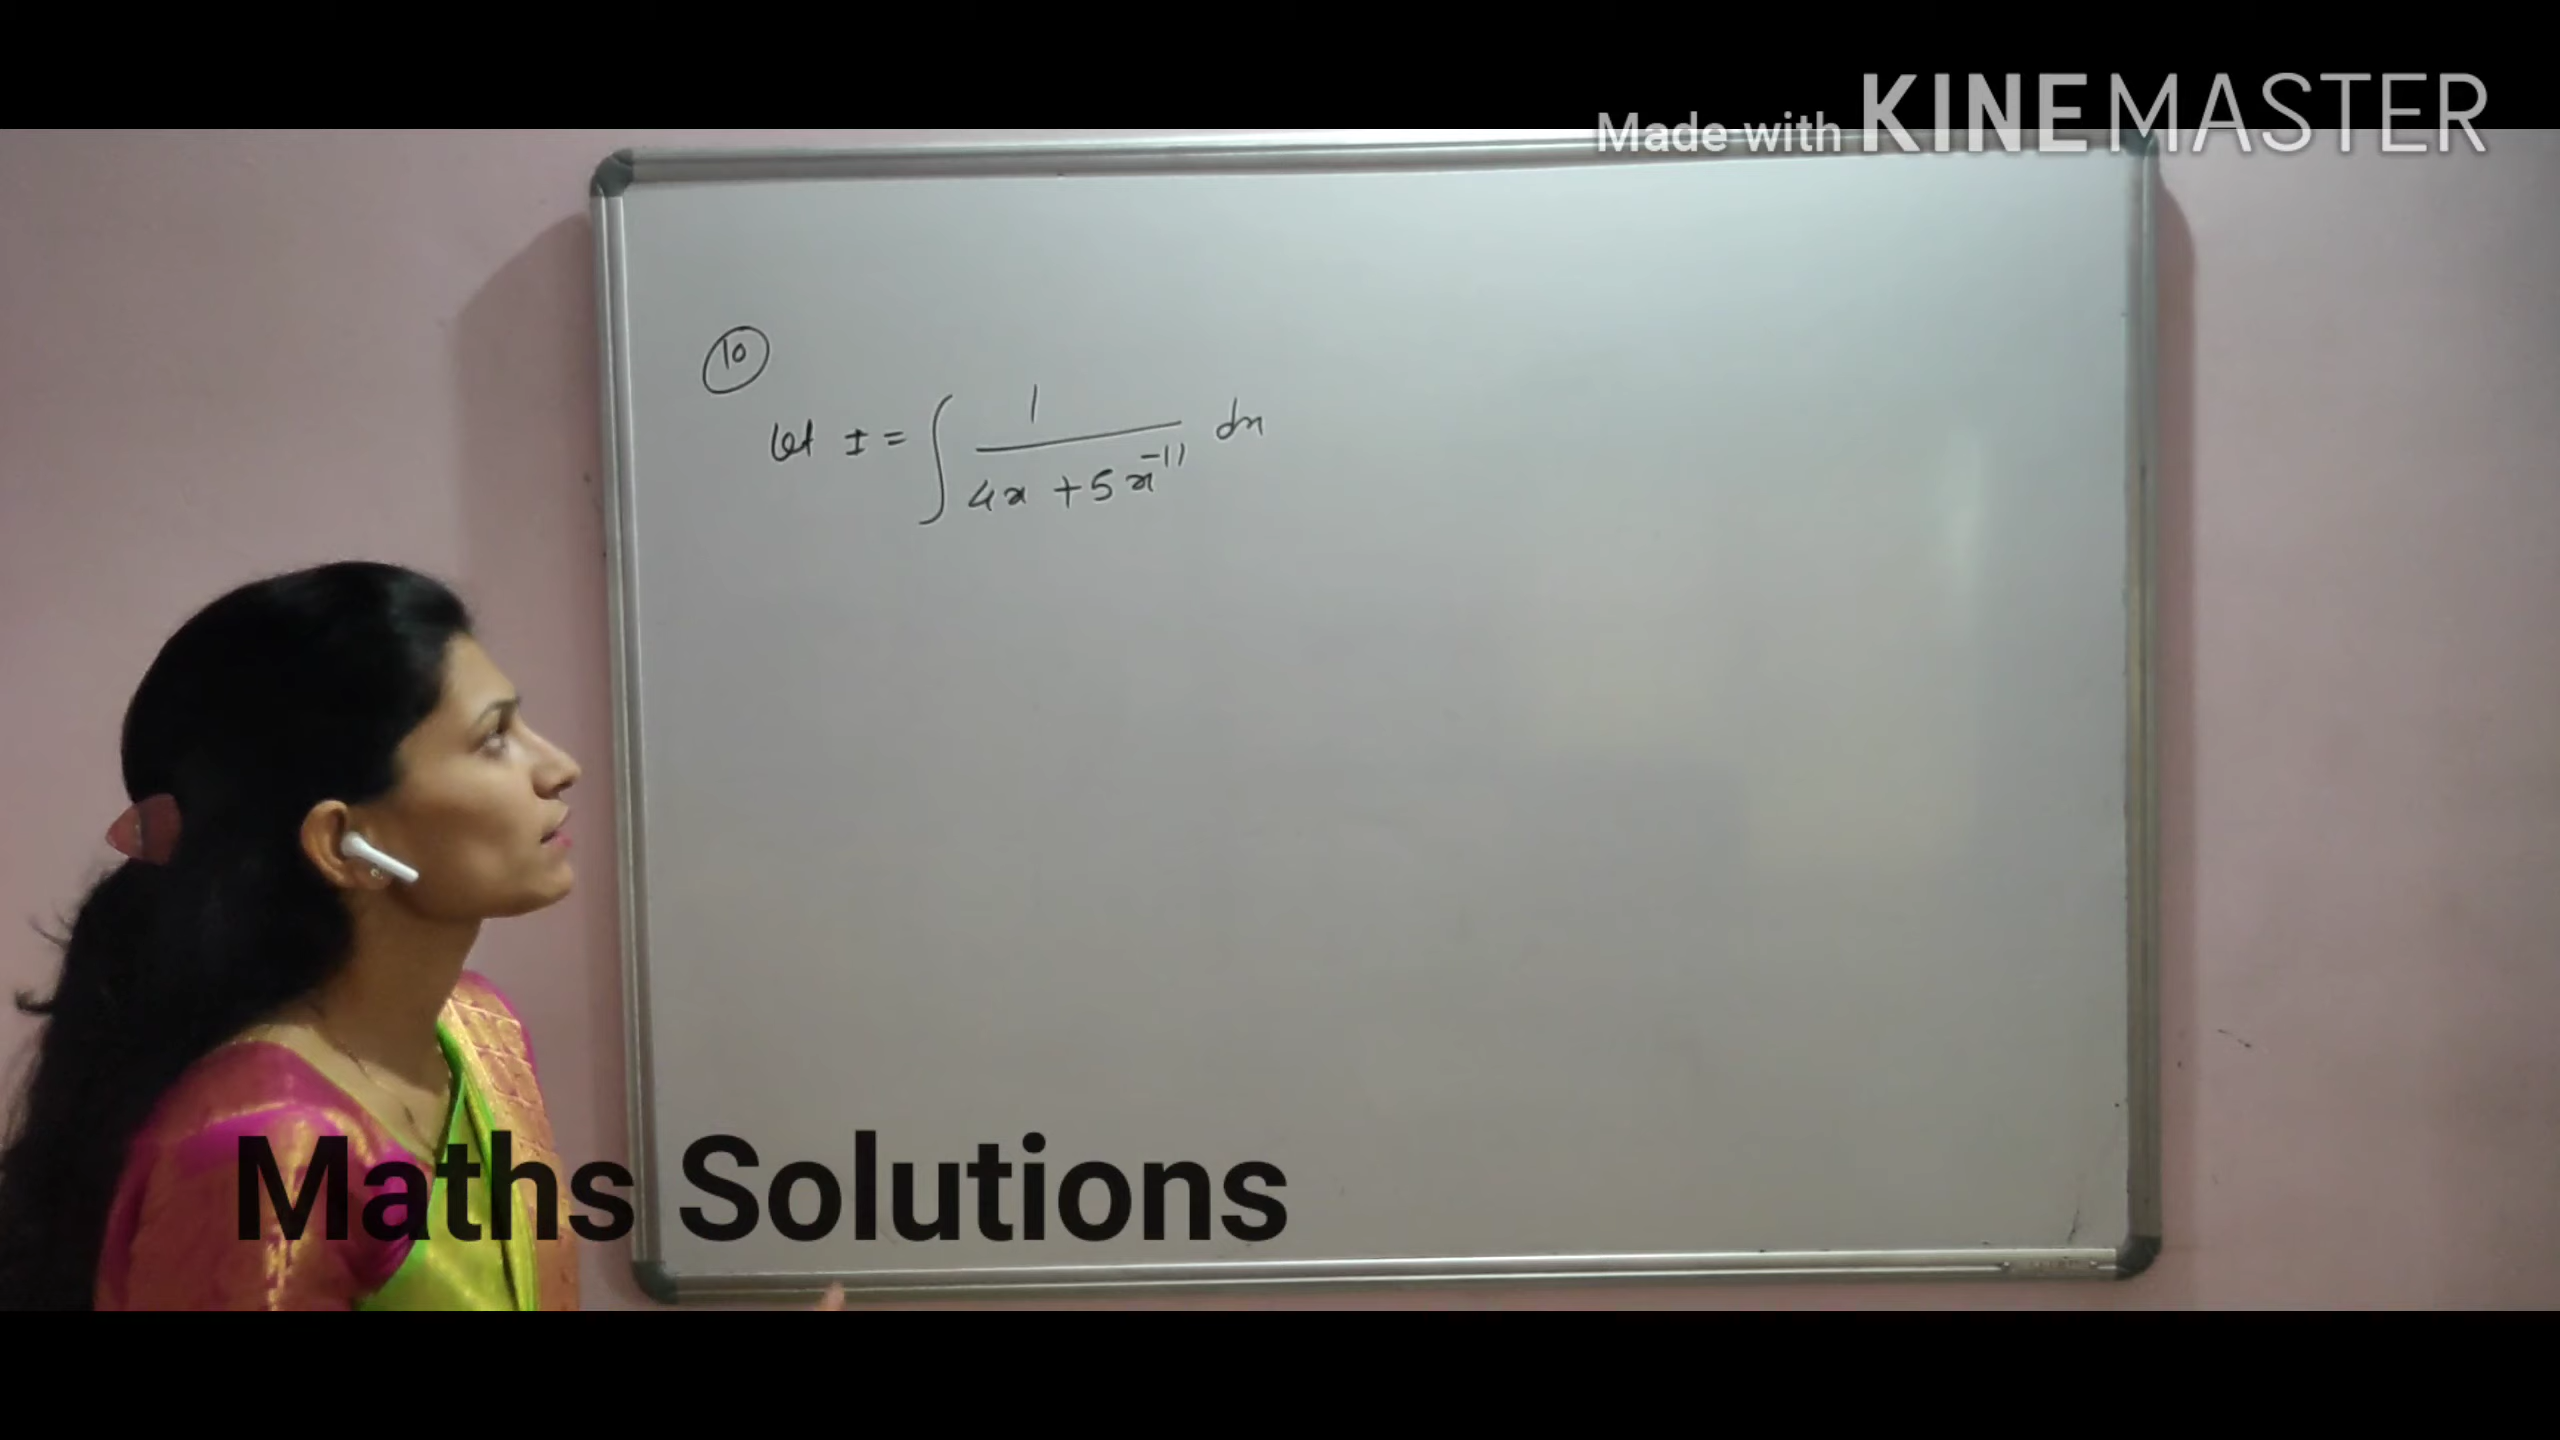 Made with KINEMASTER
10
let I = ∫ 1 / (4x + 5x⁻¹¹) dx
Maths Solutions